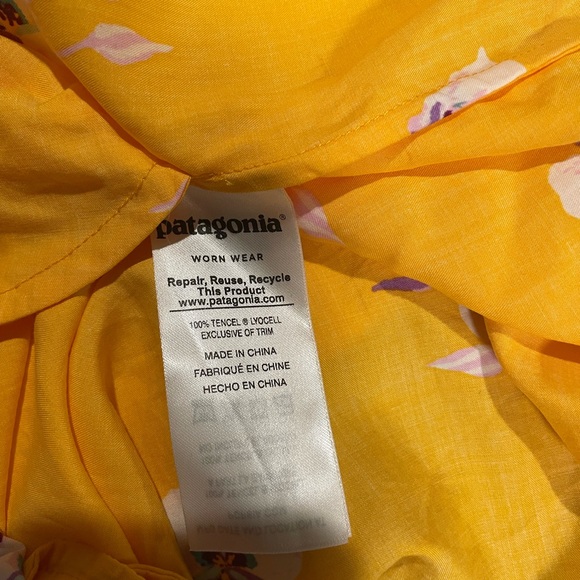 patagonia®
WORN WEAR
Repair, Reuse, Recycle
This Product
www.patagonia.com
100% TENCEL ® LYOCELL
EXCLUSIVE OF TRIM
MADE IN CHINA
FABRIQUÉ EN CHINE
HECHO EN CHINA